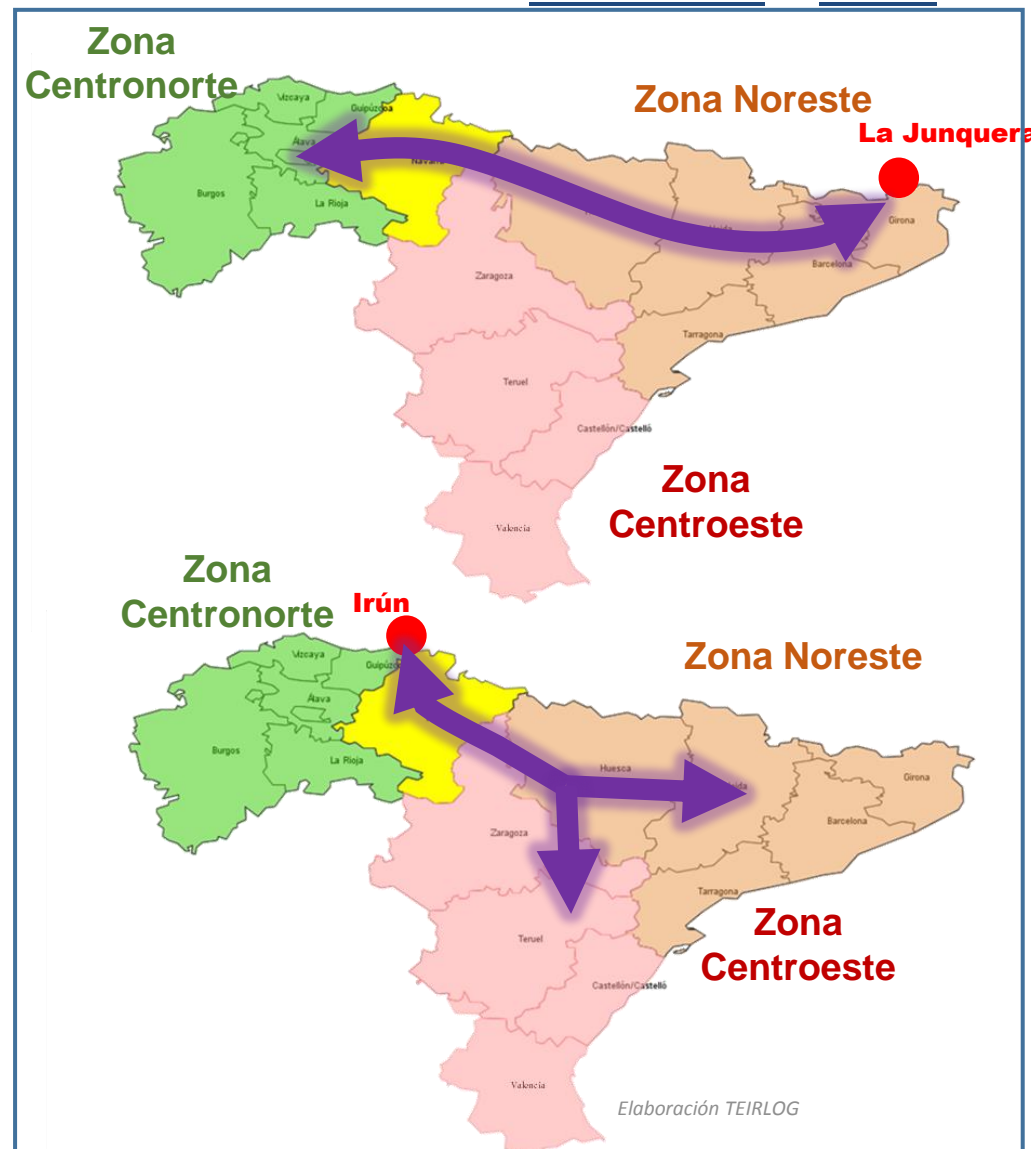 Zona
Centronorte
Zona Noreste
La Junquera
Vizcaya
Guipúzcoa
Álava
Navarra
Burgos
La Rioja
Girona
Barcelona
Zaragoza
Tarragona
Teruel
Castellón/Castelló
Zona
Centroeste
Valencia
Zona
Centronorte
Irún
Zona Noreste
Vizcaya
Álava
Burgos
La Rioja
Huesca
Girona
Barcelona
Zaragoza
Tarragona
Zona
Centroeste
Teruel
Castellón/Castelló
Valencia
Elaboración TEIRLOG